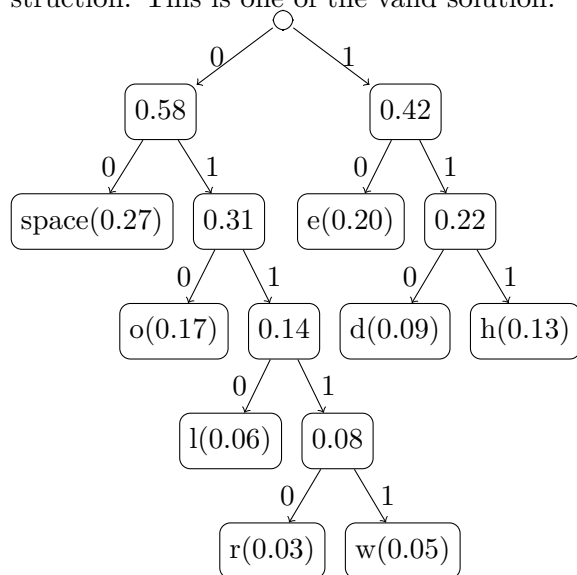 struction. This is one of the valid solution.
0 1
0.58 0.42
0 1 0 1
space(0.27) 0.31 e(0.20) 0.22
0 1 0 1
o(0.17) 0.14 d(0.09) h(0.13)
0 1
l(0.06) 0.08
0 1
r(0.03) w(0.05)